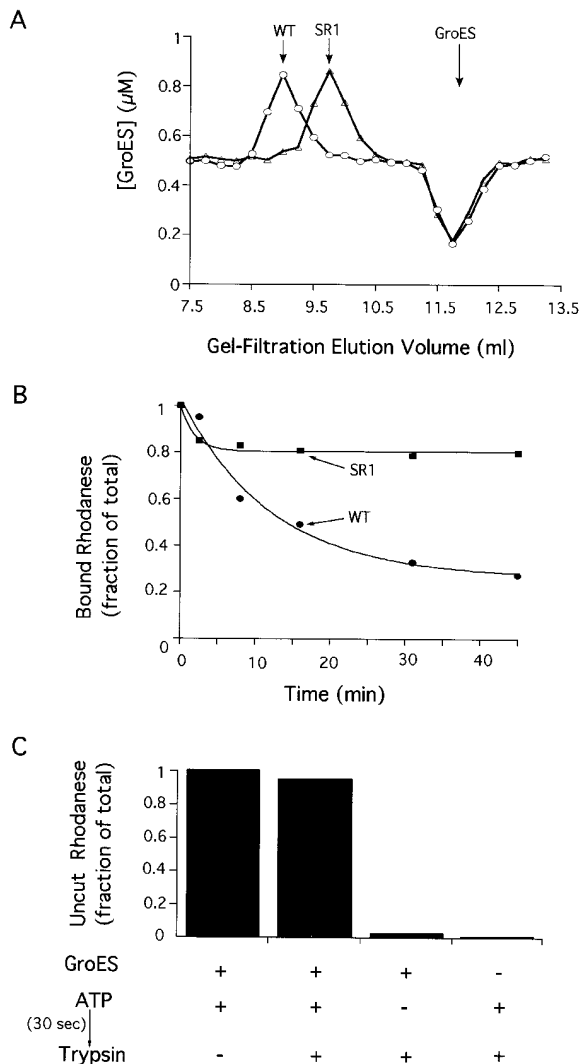 A
WT
SR1
GroES
[GroES] (μM)
1
0.8
0.6
0.4
0.2
0
7.5 8.5 9.5 10.5 11.5 12.5 13.5
Gel-Filtration Elution Volume (ml)
B
Bound Rhodanese
(fraction of total)
1
0.8
0.6
0.4
0.2
0
SR1
WT
0 10 20 30 40
Time (min)
C
Uncut Rhodanese
(fraction of total)
1
0.8
0.6
0.4
0.2
0
GroES + + + -
ATP + + - +
(30 sec)
Trypsin - + + +